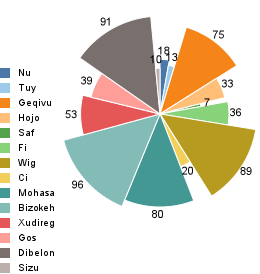 91
10
18
13
75
39
33
7
36
53
89
20
96
80
Nu
Tuy
Geqivu
Hojo
Saf
Fi
Wig
Ci
Mohasa
Bizokeh
Xudireg
Gos
Dibelon
Sizu